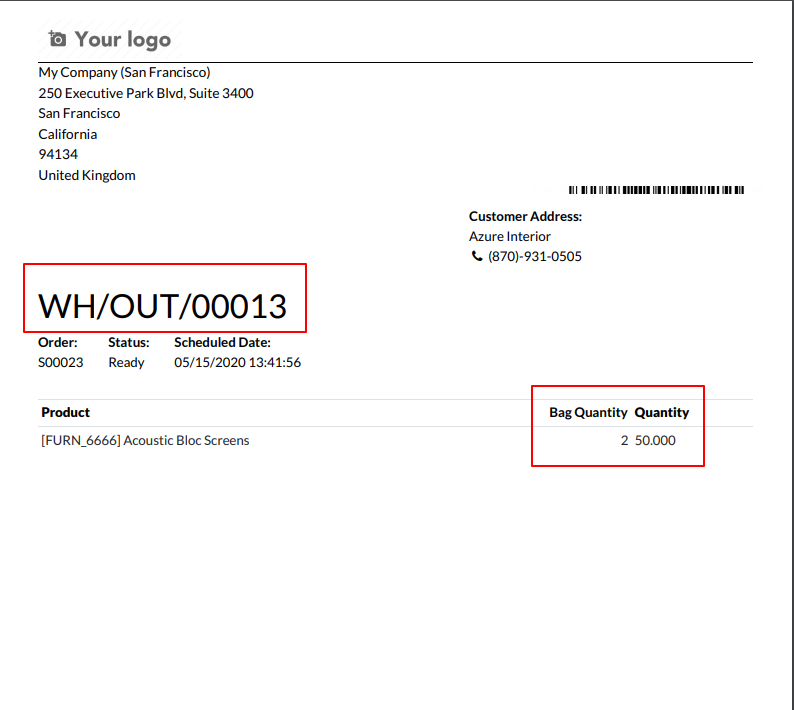 Your logo
My Company (San Francisco)
250 Executive Park Blvd, Suite 3400
San Francisco
California
94134
United Kingdom
Customer Address:
Azure Interior
(870)-931-0505
WH/OUT/00013
Order: Status: Scheduled Date:
S00023 Ready 05/15/2020 13:41:56
Product Bag Quantity Quantity
[FURN_6666] Acoustic Bloc Screens 2 50.000